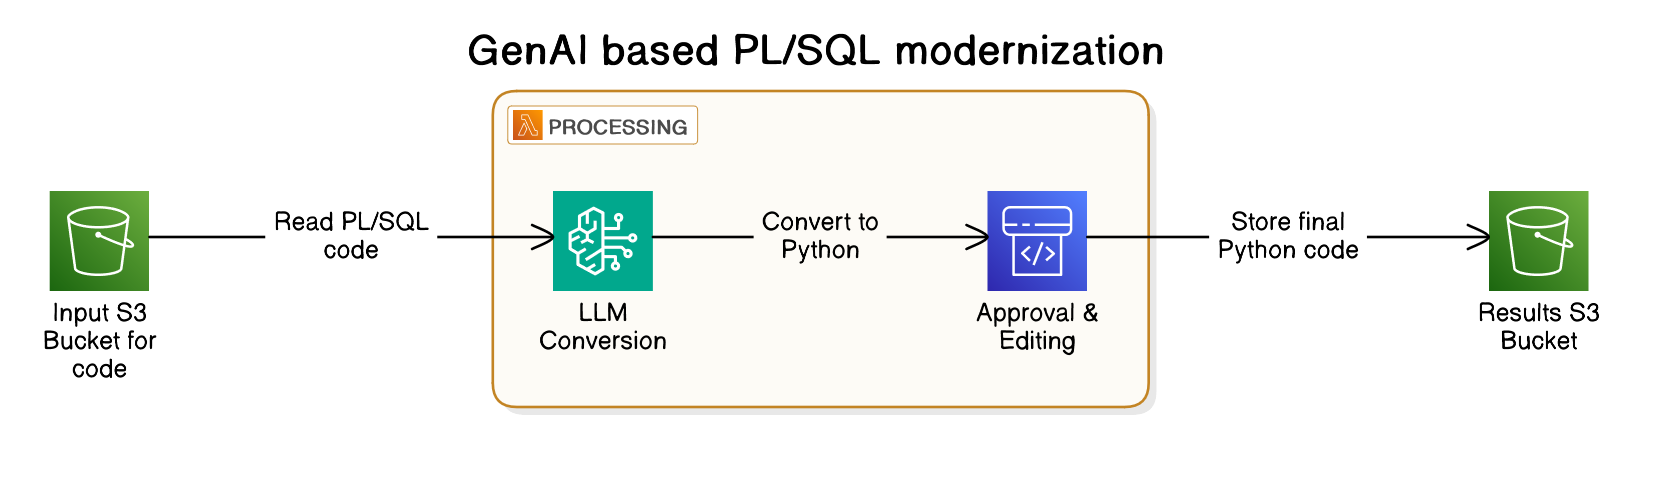 GenAI based PL/SQL modernization
PROCESSING
Read PL/SQL
code
Convert to
Python
Store final
Python code
Input S3
Bucket for
code
LLM
Conversion
Approval &
Editing
Results S3
Bucket